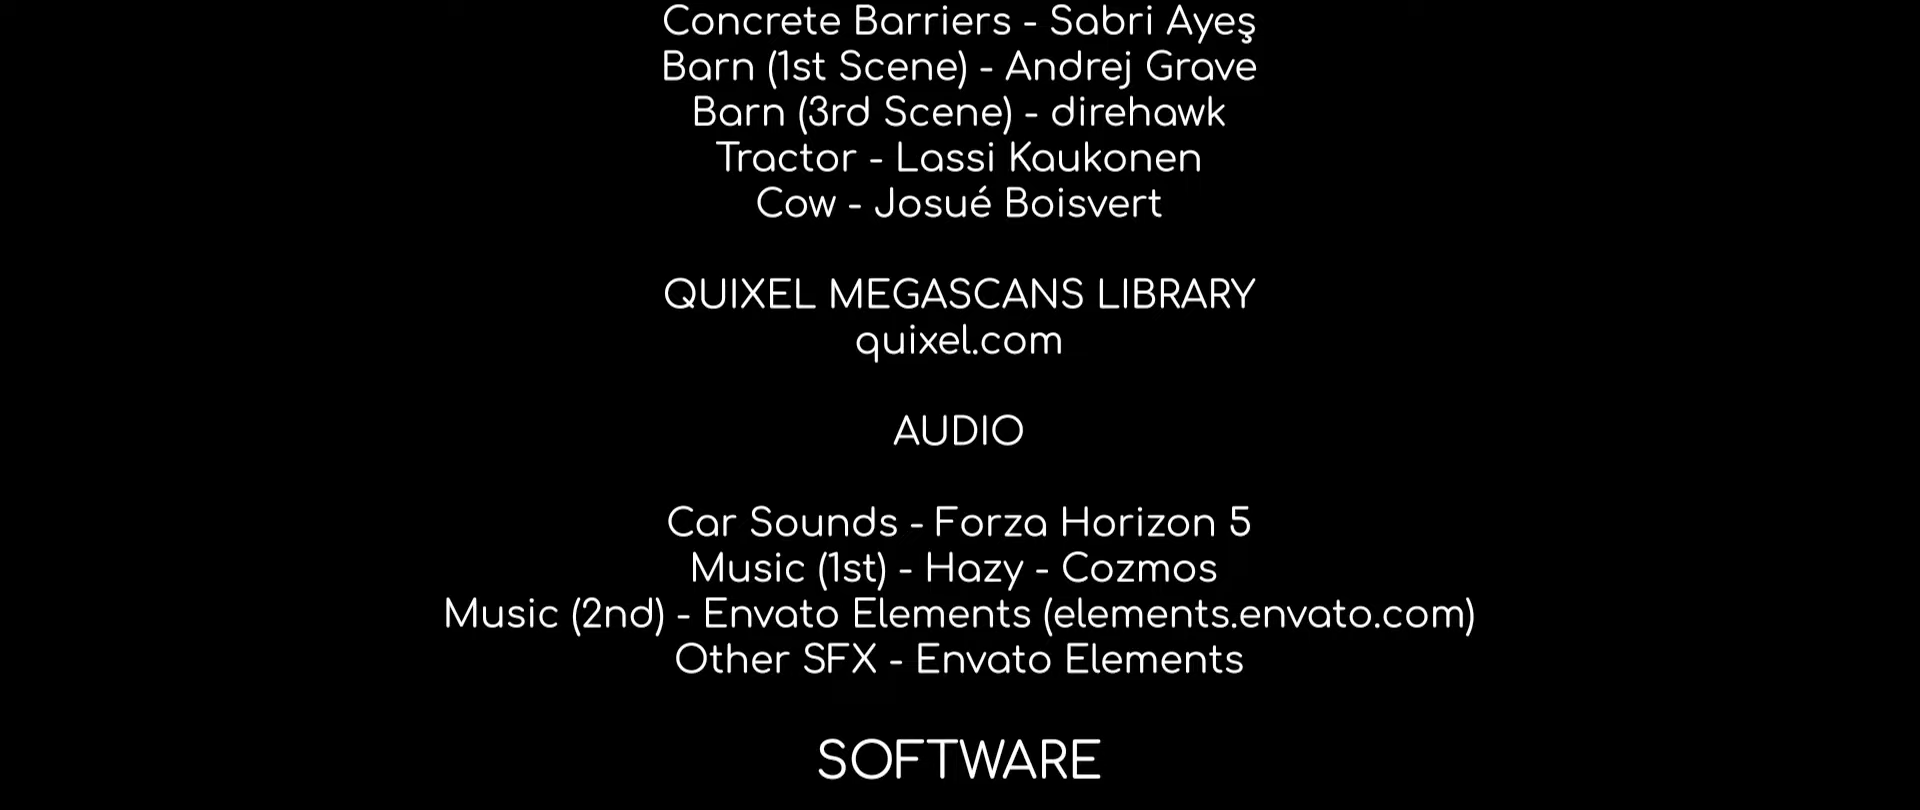 Concrete Barriers - Sabri Ayeş
Barn (1st Scene) - Andrej Grave
Barn (3rd Scene) - direhawk
Tractor - Lassi Kaukonen
Cow - Josué Boisvert
QUIXEL MEGASCANS LIBRARY
quixel.com
AUDIO
Car Sounds - Forza Horizon 5
Music (1st) - Hazy - Cozmos
Music (2nd) - Envato Elements (elements.envato.com)
Other SFX - Envato Elements
SOFTWARE